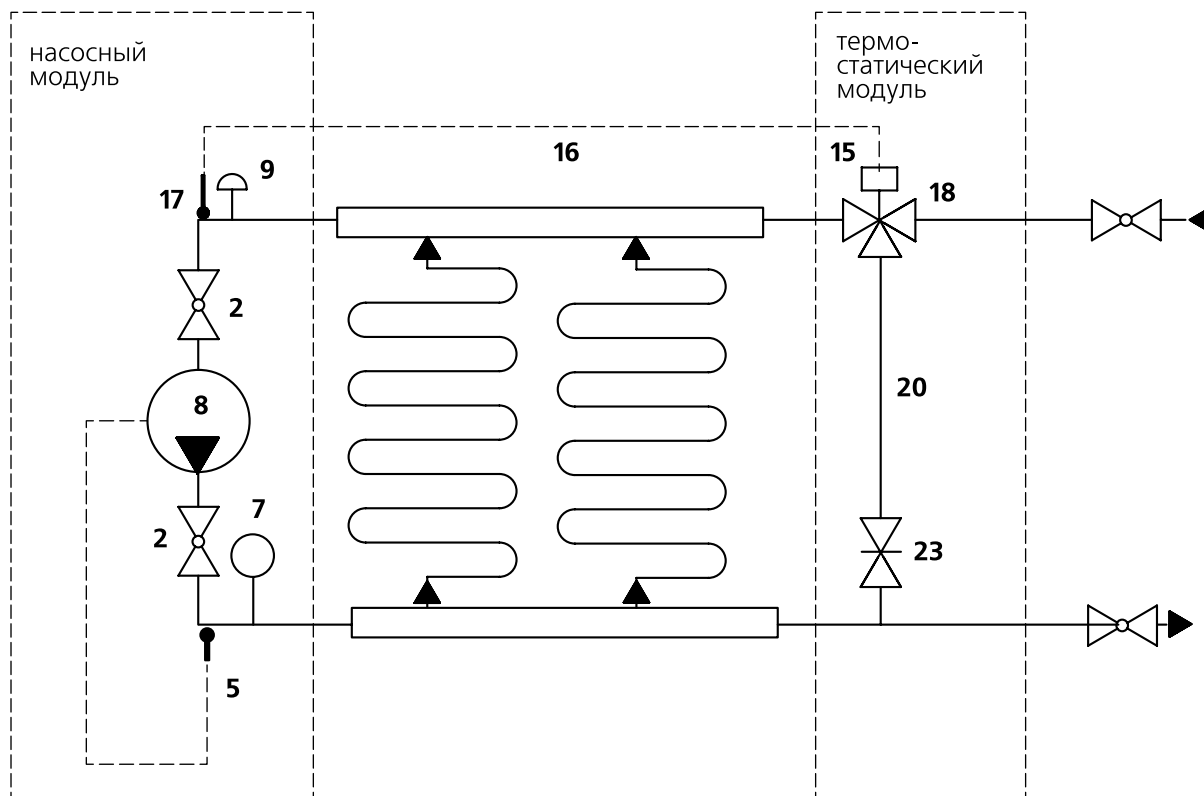 насосный
модуль
термо-
статический
модуль
16
15
9
17
18
2
20
8
7
2
23
5